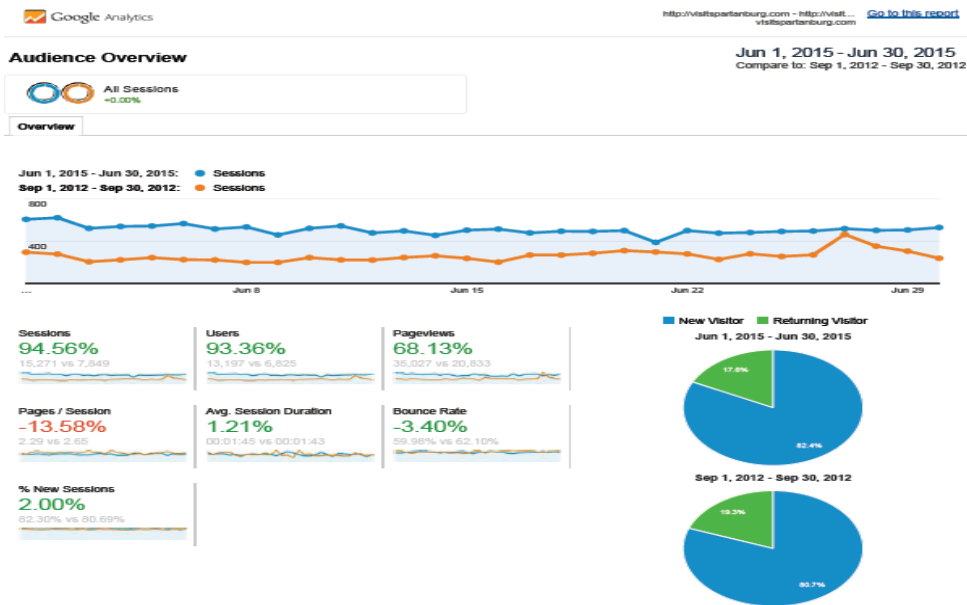 Google Analytics
http://visitspartanburg.com - http://visit...
visitspartanburg.com
Go to this report
Audience Overview
Jun 1, 2015 - Jun 30, 2015
Compare to: Sep 1, 2012 - Sep 30, 2012
All Sessions
+0.00%
Overview
Jun 1, 2015 - Jun 30, 2015: Sessions
Sep 1, 2012 - Sep 30, 2012: Sessions
800
400
... Jun 8 Jun 15 Jun 22 Jun 29
Sessions
94.56%
15,271 vs 7,849
Users
93.36%
13,197 vs 6,825
Pageviews
68.13%
35,027 vs 20,833
Pages / Session
-13.58%
2.29 vs 2.65
Avg. Session Duration
1.21%
00:01:45 vs 00:01:43
Bounce Rate
-3.40%
59.98% vs 62.10%
% New Sessions
2.00%
82.30% vs 80.69%
New Visitor Returning Visitor
Jun 1, 2015 - Jun 30, 2015
17.6%
82.4%
Sep 1, 2012 - Sep 30, 2012
19.3%
80.7%